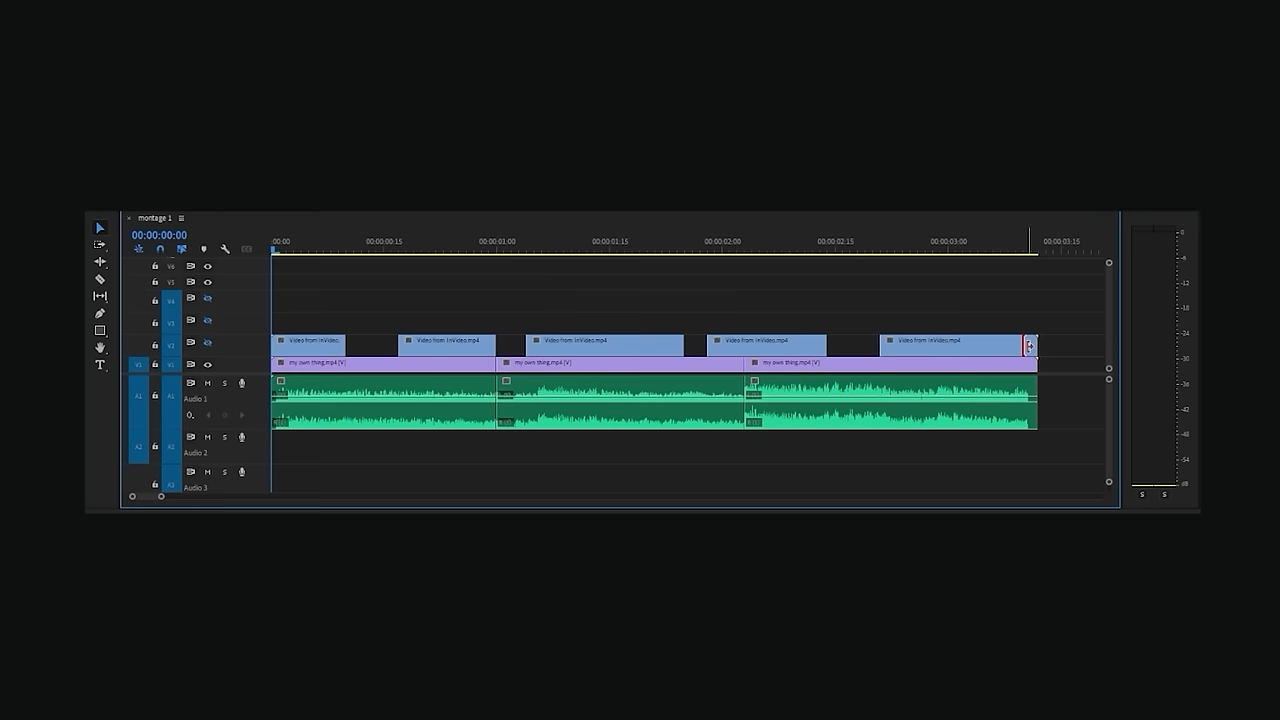 × montage 1 ≡
00:00:00:00
:00:00 00:00:00:15 00:00:01:00 00:00:01:15 00:00:02:00 00:00:02:15 00:00:03:00 00:00:03:15
V6
V5
V4
V3
V2 Video from InVideo. Video from InVideo.mp4 Video from InVideo.mp4 Video from InVideo.mp4 Video from InVideo.mp4
V1 V1 my own thing.mp4 [V] my own thing.mp4 [V] my own thing.mp4 [V]
A1 A1 M S
Audio 1
A2 A2 M S
Audio 2
M S
A3 Audio 3
T
0
-6
-12
-18
-24
-30
-36
-42
-48
-54
dB
S S